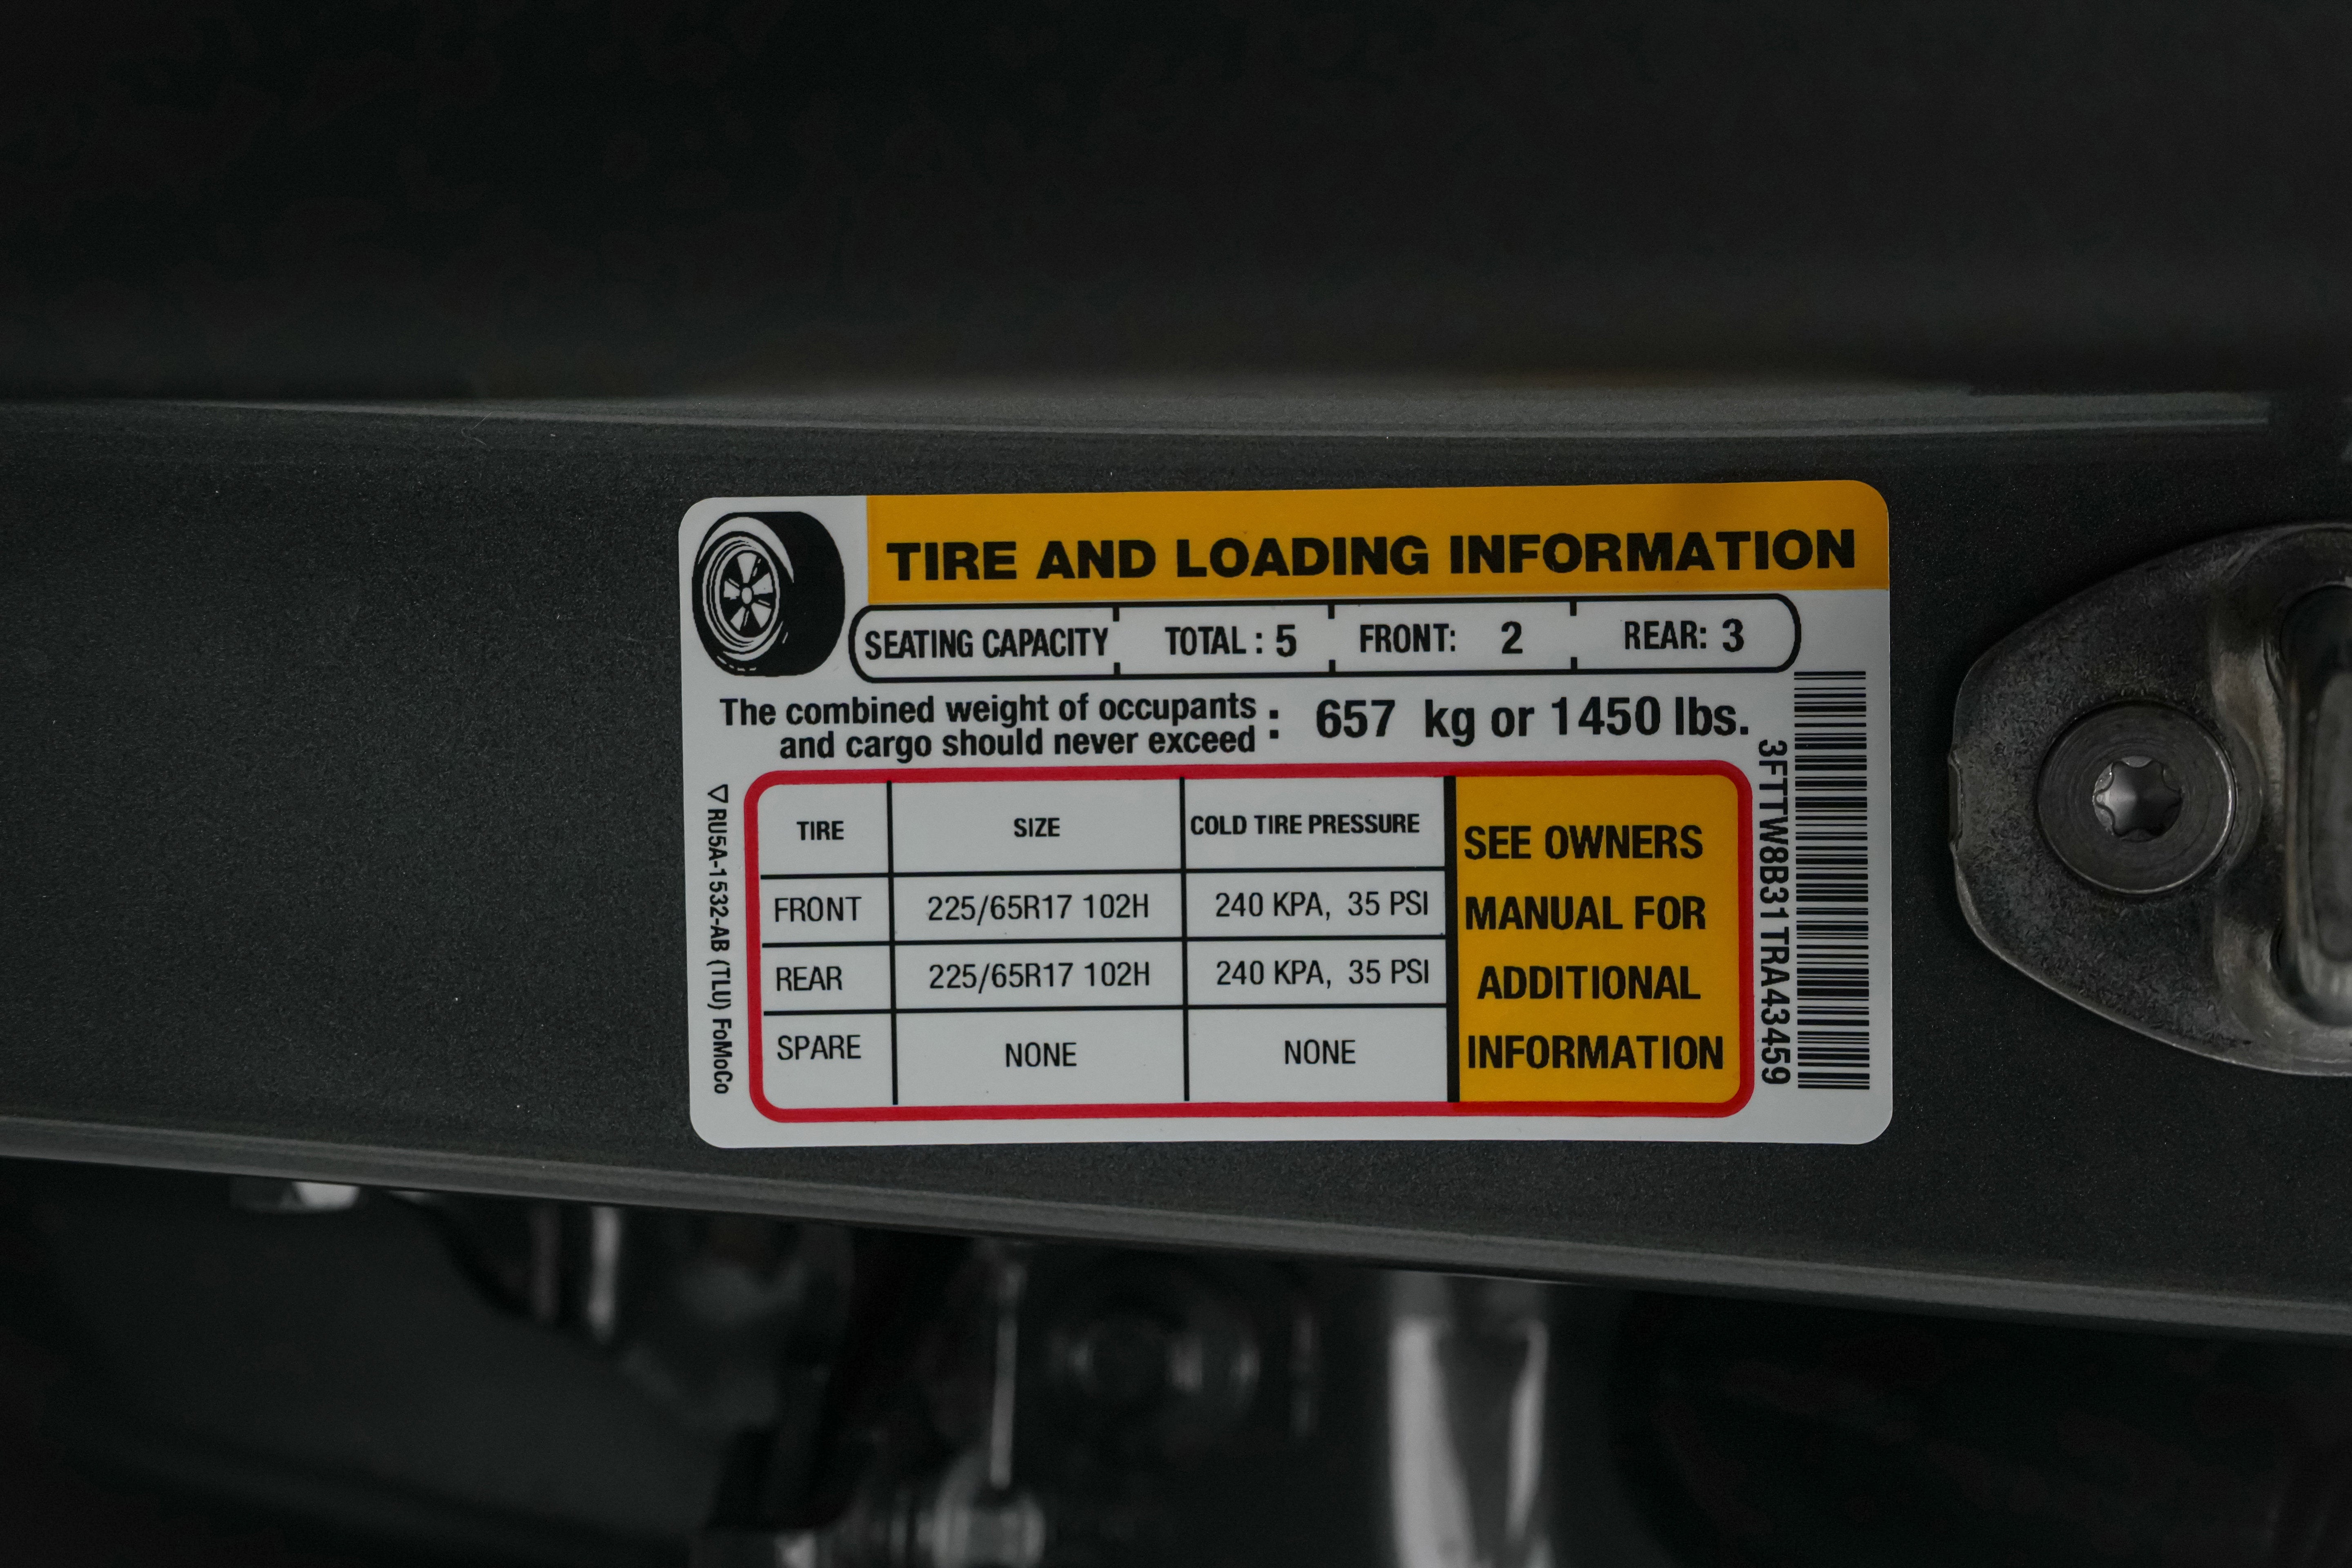 TIRE AND LOADING INFORMATION
SEATING CAPACITY TOTAL : 5 FRONT: 2 REAR: 3
The combined weight of occupants
and cargo should never exceed : 657 kg or 1450 lbs.
TIRE SIZE COLD TIRE PRESSURE
FRONT 225/65R17 102H 240 KPA, 35 PSI
REAR 225/65R17 102H 240 KPA, 35 PSI
SPARE NONE NONE
SEE OWNERS
MANUAL FOR
ADDITIONAL
INFORMATION
3FTTW8B31TRA43459
▽ RU5A-1532-AB (TLU) FoMoCo